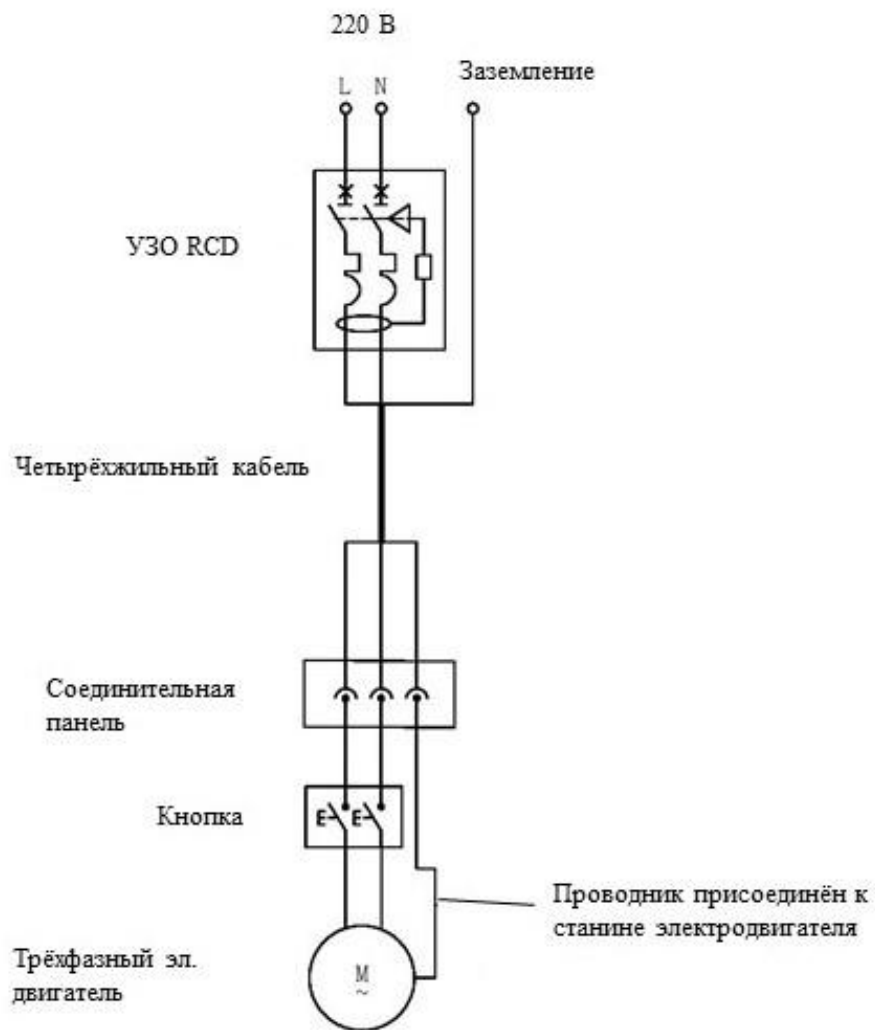 220 В
Заземление
L N
УЗО RCD
Четырёхжильный кабель
Соединительная
панель
Кнопка
E E
Проводник присоединён к
станине электродвигателя
Трёхфазный эл.
двигатель
M
~